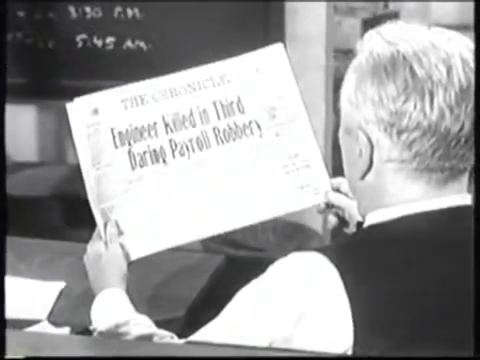 3:30 P.M.
5:45 A.M.
THE CHRONICLE
Engineer Killed in Third
Daring Payroll Robbery